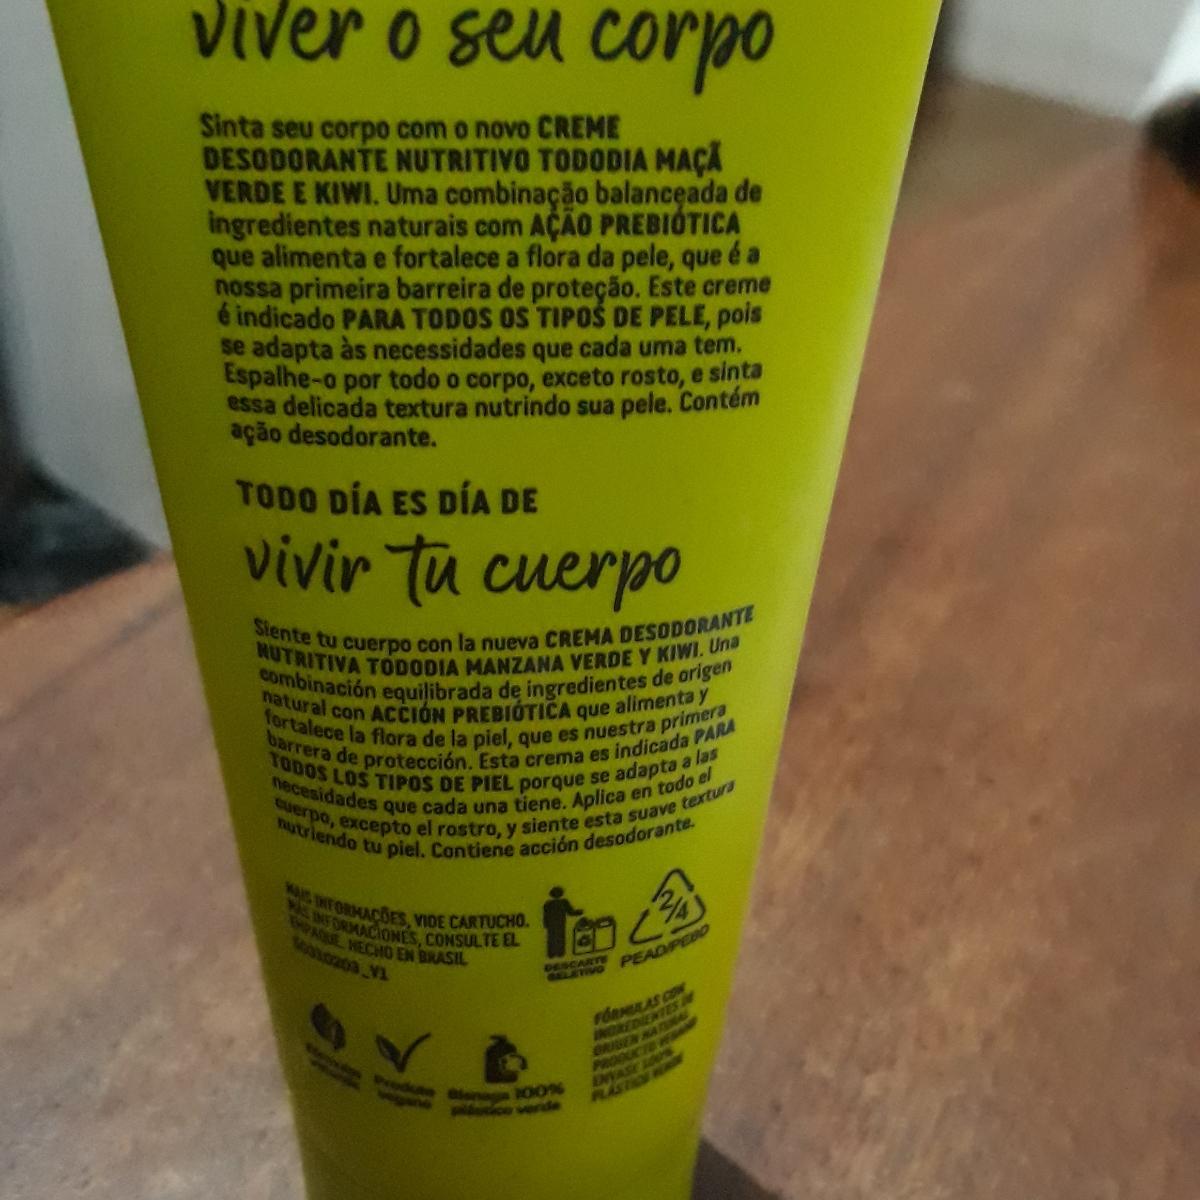 viver o seu corpo
Sinta seu corpo com o novo CREME
DESODORANTE NUTRITIVO TODODIA MAÇÃ
VERDE E KIWI. Uma combinação balanceada de
ingredientes naturais com AÇÃO PREBIÓTICA
que alimenta e fortalece a flora da pele, que é a
nossa primeira barreira de proteção. Este creme
é indicado PARA TODOS OS TIPOS DE PELE, pois
se adapta às necessidades que cada uma tem.
Espalhe-o por todo o corpo, exceto rosto, e sinta
essa delicada textura nutrindo sua pele. Contém
ação desodorante.
TODO DÍA ES DÍA DE
vivir tu cuerpo
Siente tu cuerpo con la nueva CREMA DESODORANTE
NUTRITIVA TODODIA MANZANA VERDE Y KIWI. Una
combinación equilibrada de ingredientes de origen
natural con ACCIÓN PREBIÓTICA que alimenta y
fortalece la flora de la piel, que es nuestra primera
barrera de protección. Esta crema es indicada PARA
TODOS LOS TIPOS DE PIEL porque se adapta a las
necesidades que cada una tiene. Aplica en todo el
cuerpo, excepto el rostro, y siente esta suave textura
nutriendo tu piel. Contiene acción desodorante.
MAIS INFORMAÇÕES, VIDE CARTUCHO.
MÁS INFORMACIONES, CONSULTE EL
EMPAQUE. HECHO EN BRASIL
_V1
DESCARTE
SELETIVO
2/4
PEAD/PEBD
Produto
vegano
Bisnaga 100%
plástico verde
FÓRMULAS CON
INGREDIENTES DE
ORIGEN NATURAL
PRODUCTO VEGANO
ENVASE 100%
PLÁSTICO VERDE